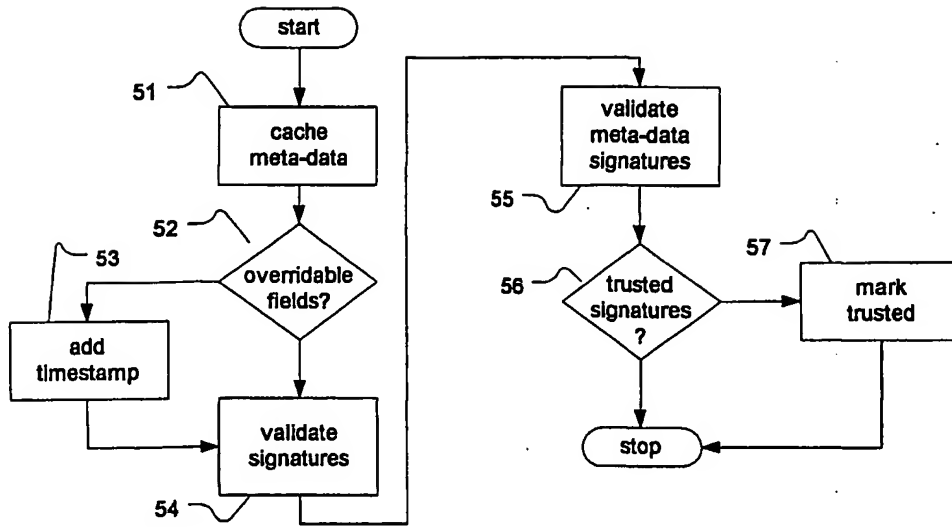 start
51
cache
meta-data
52
overridable
fields?
53
add
timestamp
validate
signatures
54
validate
meta-data
signatures
55
56
trusted
signatures
?
57
mark
trusted
stop